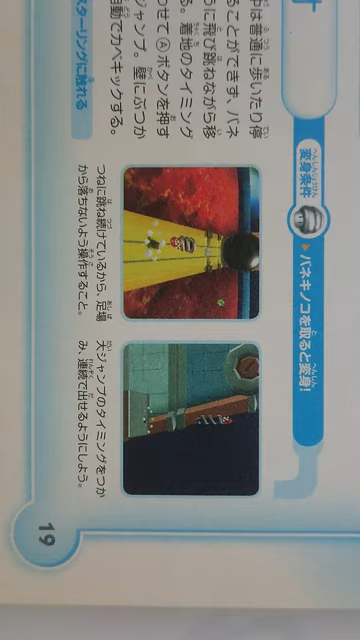 変身条件 ▶バネキノコを取ると変身!
中は普通に歩いたり停
ることができず、バネ
うに飛び跳ねながら移
る。着地のタイミング
わせてⒶボタンを押す
ジャンプ。壁にぶつか
自動でカベキックする。
スターリングに触れる
つねに跳ね続けているから、足場
から落ちないよう操作すること。
大ジャンプのタイミングをつか
み、連続で出せるようにしよう。
19